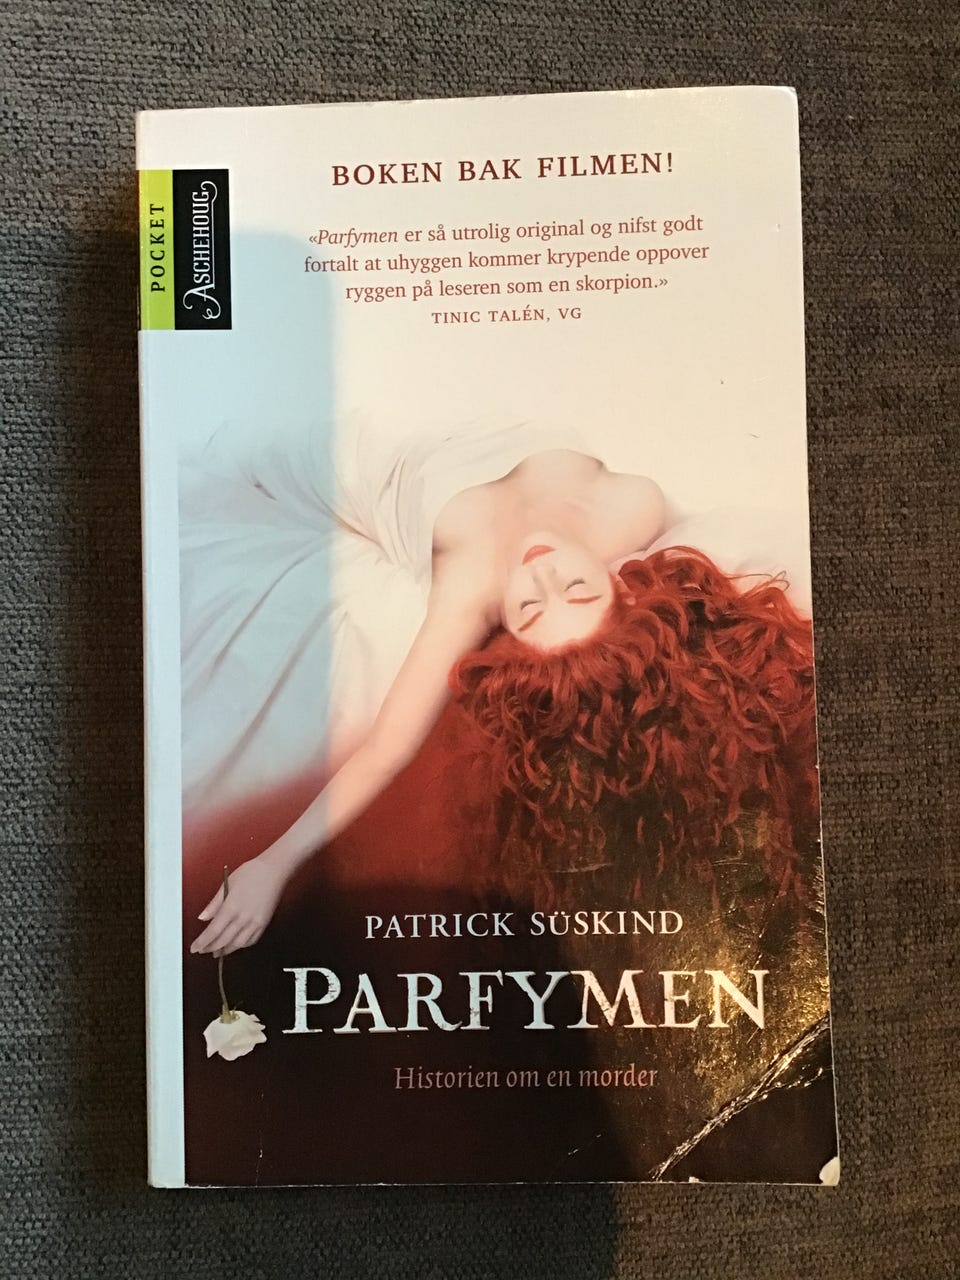 BOKEN BAK FILMEN!
«Parfymen er så utrolig original og nifst godt
fortalt at uhyggen kommer krypende oppover
ryggen på leseren som en skorpion.»
TINIC TALÉN, VG
POCKET
ASCHEHOUG
PATRICK SÜSKIND
PARFYMEN
Historien om en morder